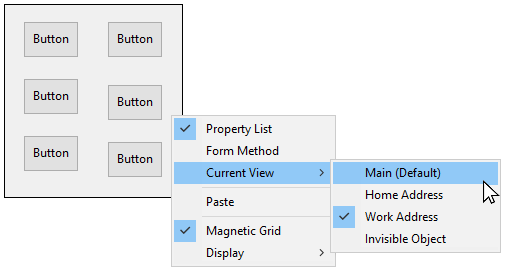 Button Button
Button
Button
Button
Button
Property List
Form Method
Current View
Main (Default)
Home Address
Paste
Work Address
Magnetic Grid
Invisible Object
Display